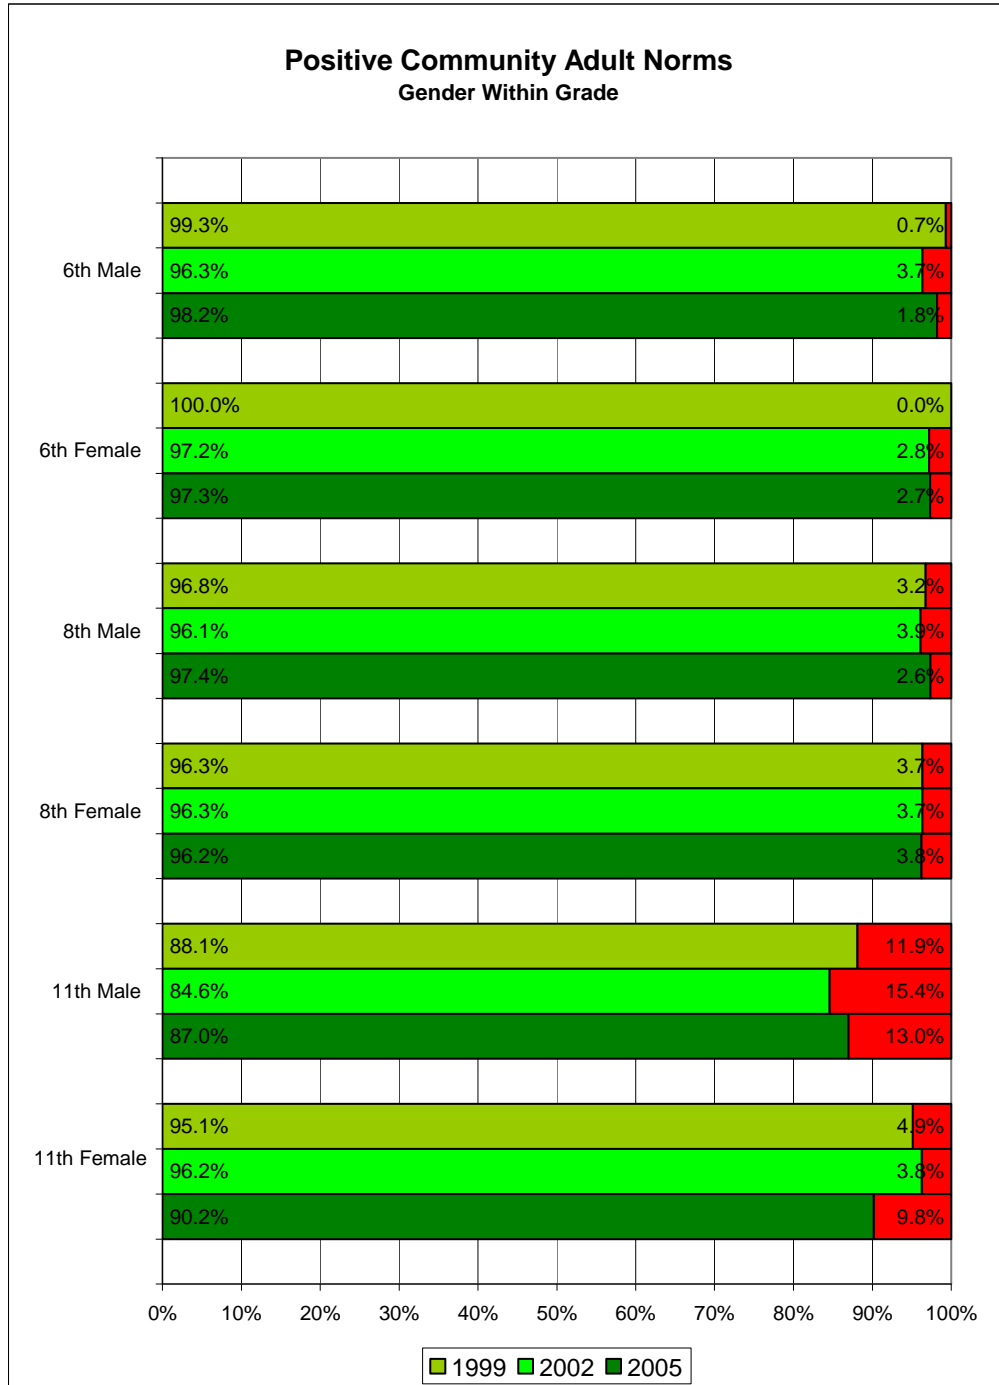 Positive Community Adult Norms
Gender Within Grade
99.3% 0.7%
6th Male 96.3% 3.7%
98.2% 1.8%
100.0% 0.0%
6th Female 97.2% 2.8%
97.3% 2.7%
96.8% 3.2%
8th Male 96.1% 3.9%
97.4% 2.6%
96.3% 3.7%
8th Female 96.3% 3.7%
96.2% 3.8%
88.1% 11.9%
11th Male 84.6% 15.4%
87.0% 13.0%
95.1% 4.9%
11th Female 96.2% 3.8%
90.2% 9.8%
0% 10% 20% 30% 40% 50% 60% 70% 80% 90% 100%
1999 2002 2005